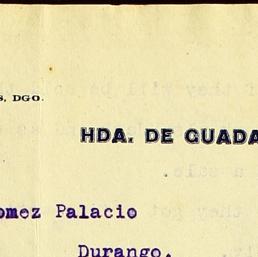 S, DGO.
HDA. DE GUADA
omez Palacio
Durango.